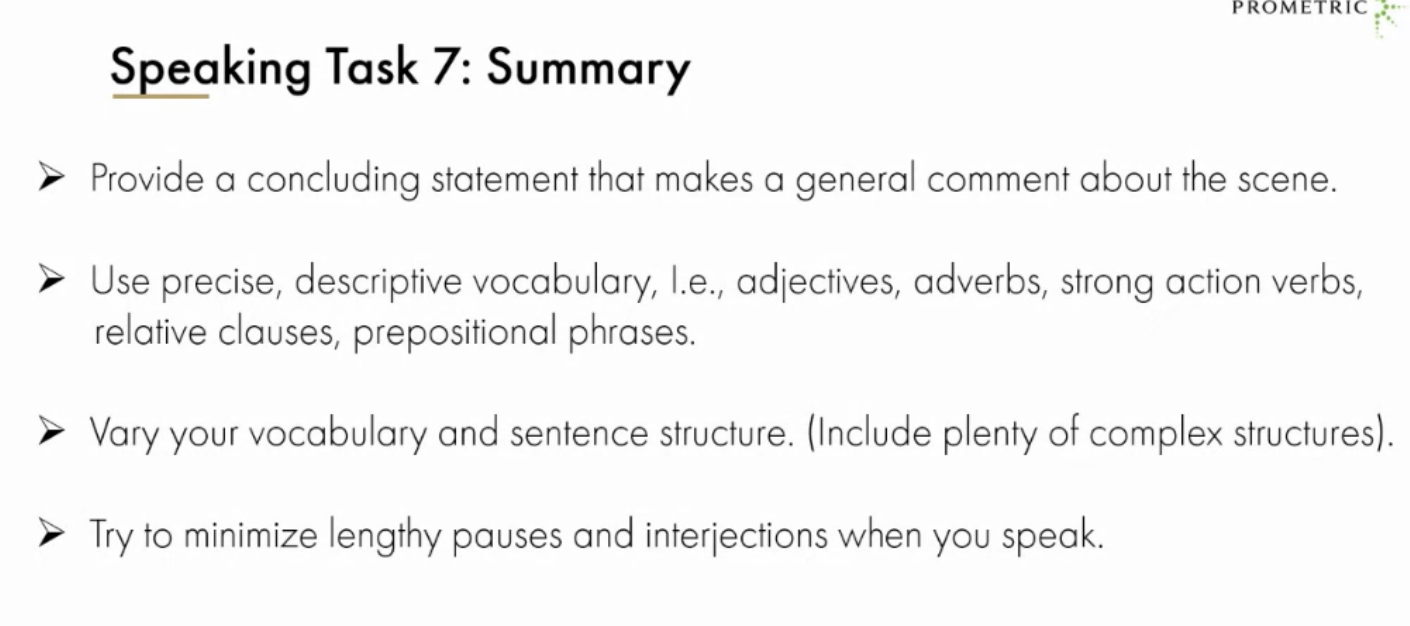 PROMETRIC
Speaking Task 7: Summary
➤ Provide a concluding statement that makes a general comment about the scene.
➤ Use precise, descriptive vocabulary, I.e., adjectives, adverbs, strong action verbs,
relative clauses, prepositional phrases.
➤ Vary your vocabulary and sentence structure. (Include plenty of complex structures).
➤ Try to minimize lengthy pauses and interjections when you speak.